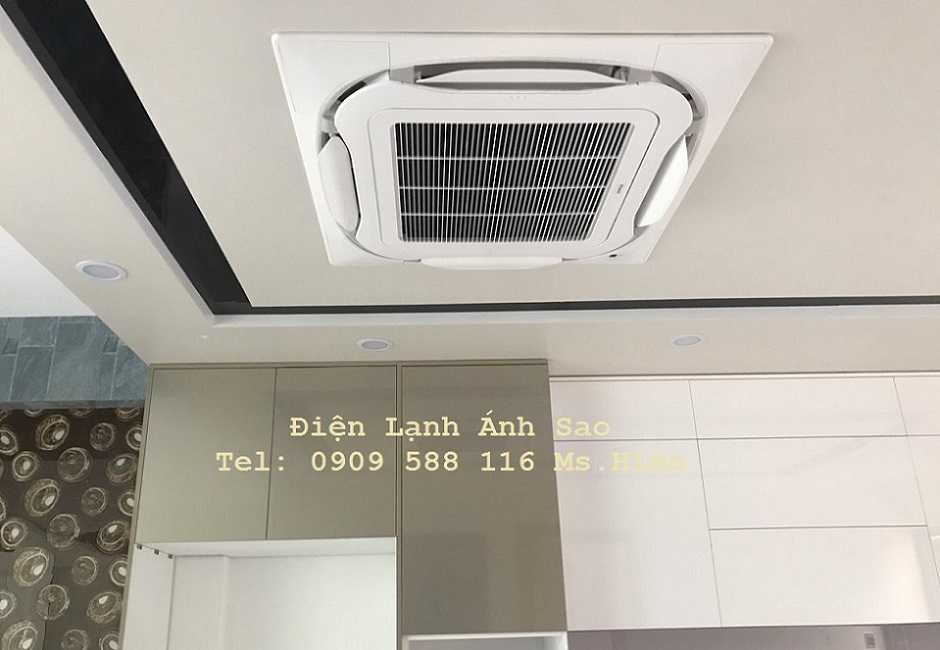 Điện Lạnh Ánh Sao
Tel: 0909 588 116 Ms.Hiền